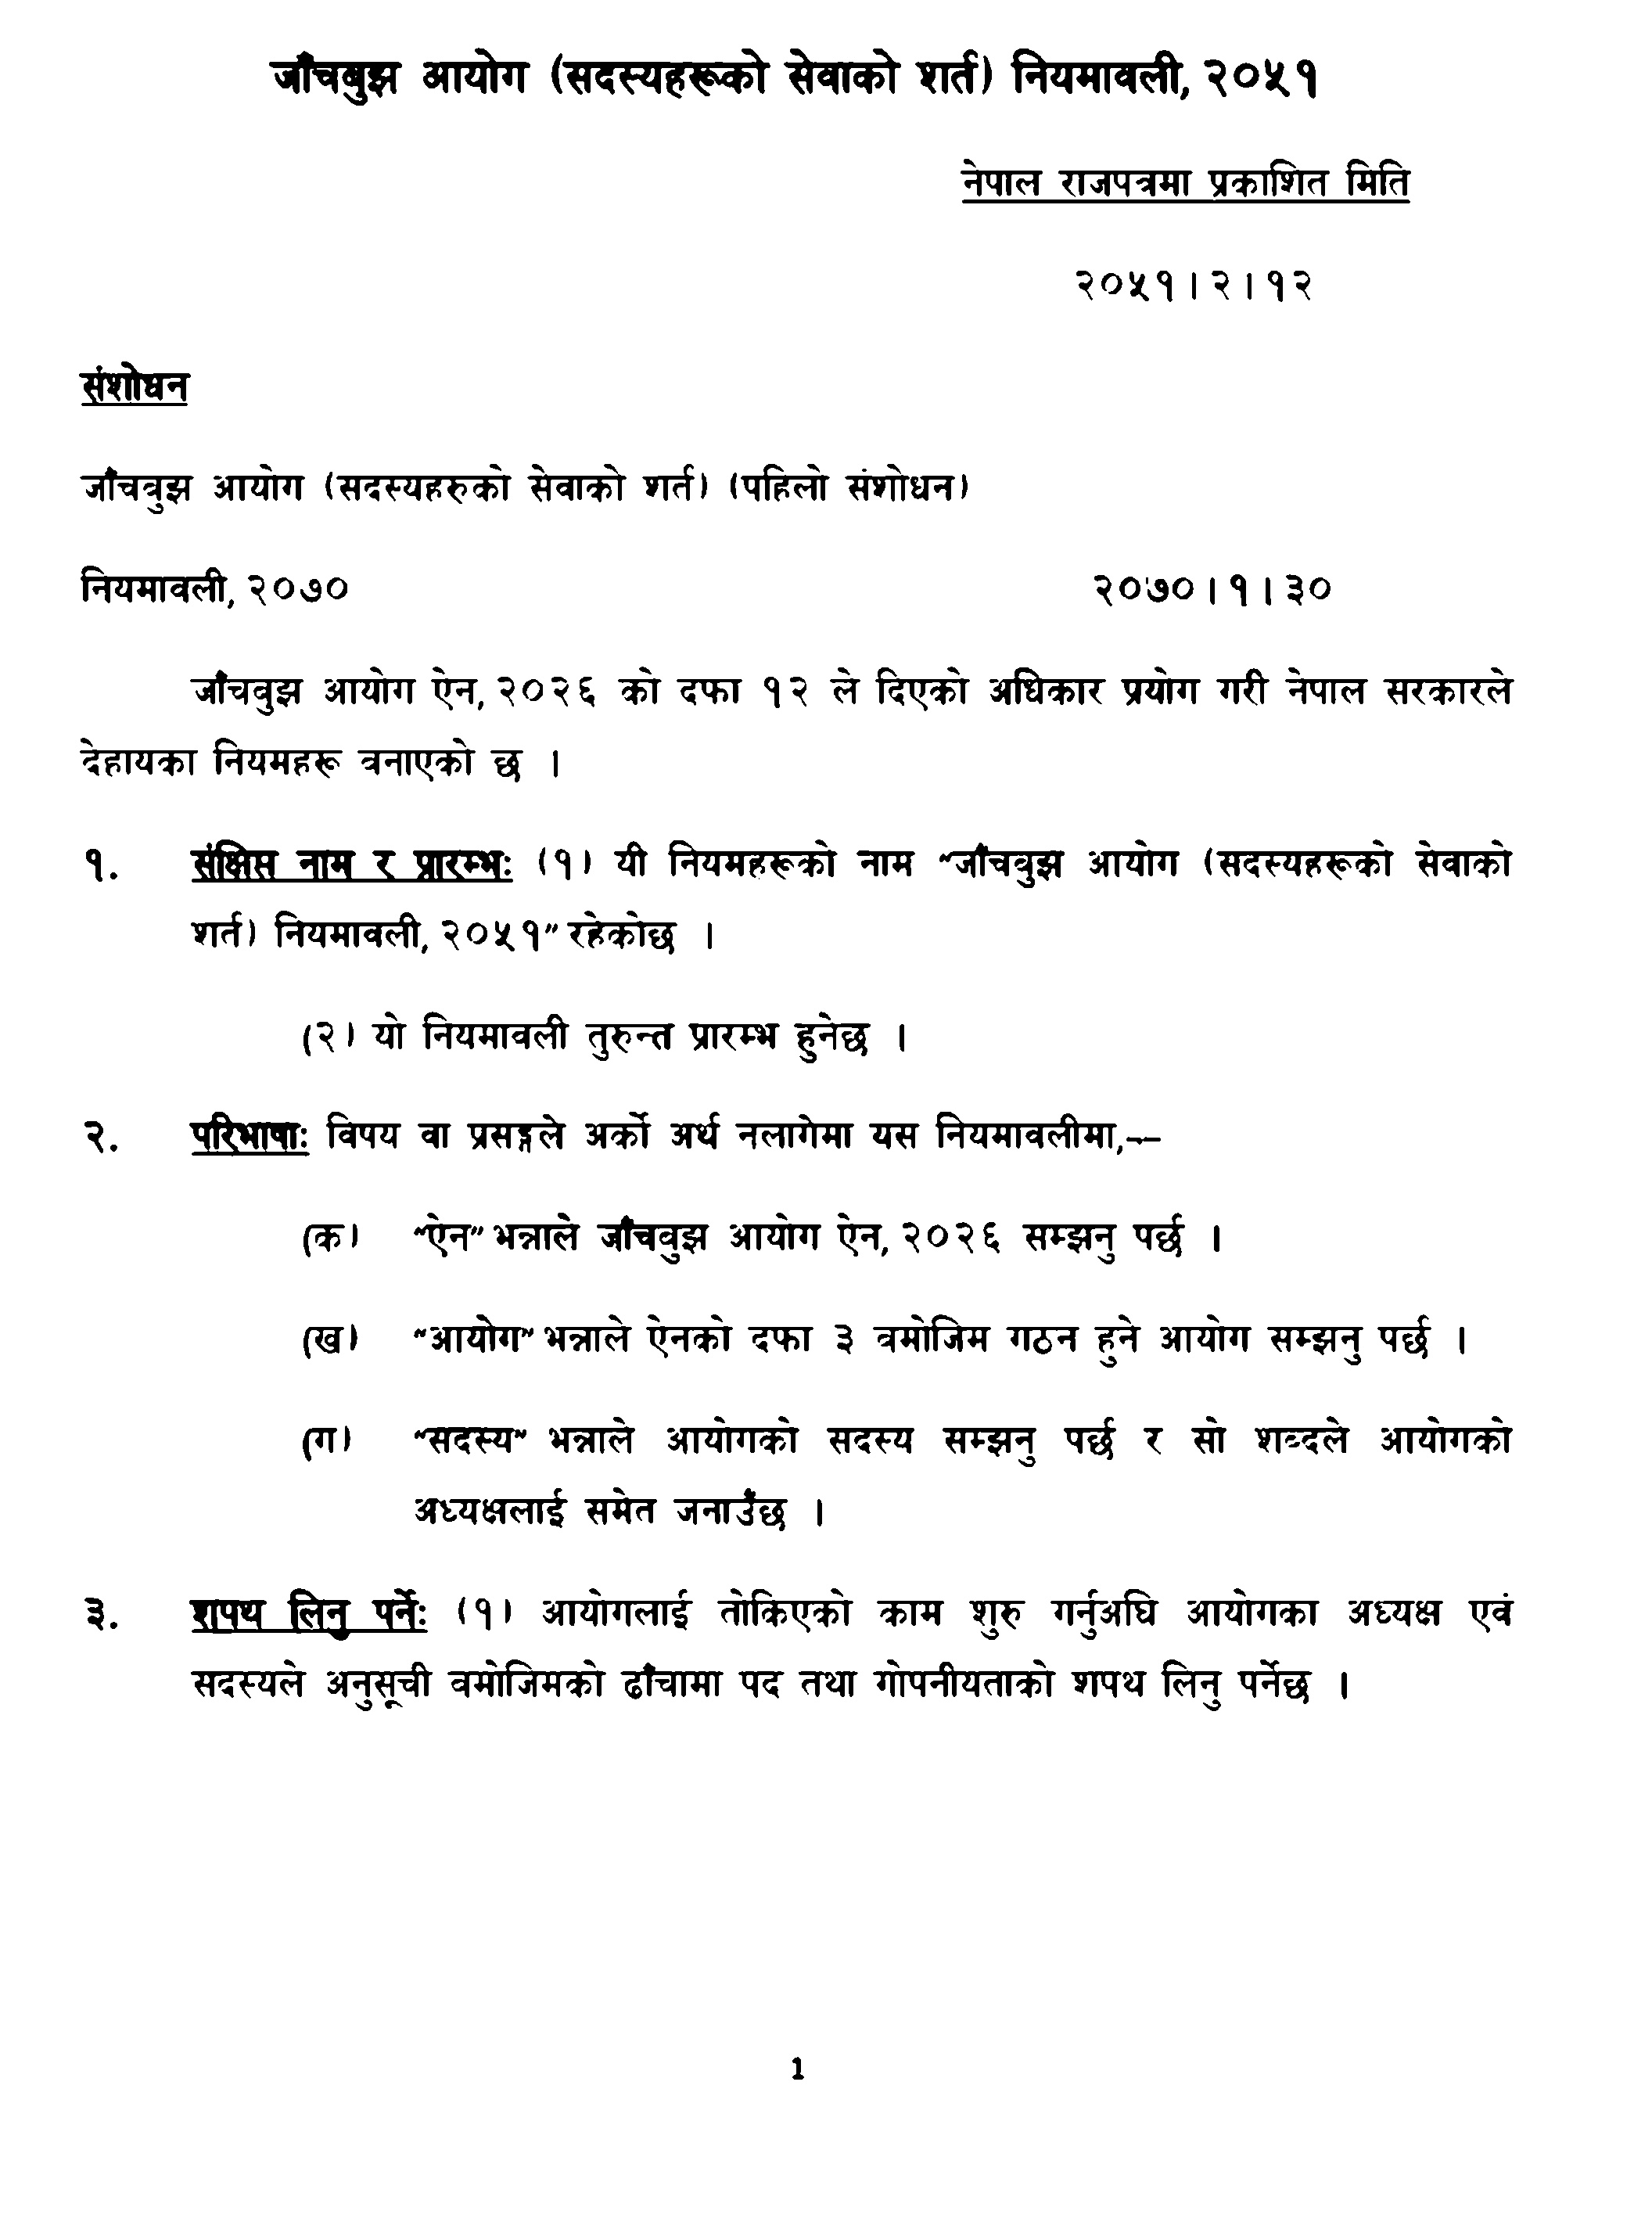 जाँचबुझ आयोग (सदस्यहरूको सेवाको शर्त) नियमावली, २०५१
नेपाल राजपत्रमा प्रकाशित मिति
२०५१।२।१२
संशोधन
जाँचबुझ आयोग (सदस्यहरुको सेवाको शर्त) (पहिलो संशोधन)
नियमावली, २०७० २०७०।१।३०
जाँचबुझ आयोग ऐन, २०२६ को दफा १२ ले दिएको अधिकार प्रयोग गरी नेपाल सरकारले
देहायका नियमहरू बनाएको छ ।
१. संक्षिप्त नाम र प्रारम्भः (१) यी नियमहरूको नाम “जाँचबुझ आयोग (सदस्यहरूको सेवाको
शर्त) नियमावली, २०५१” रहेकोछ ।
(२) यो नियमावली तुरुन्त प्रारम्भ हुनेछ ।
२. परिभाषाः विषय वा प्रसङ्गले अर्को अर्थ नलागेमा यस नियमावलीमा,––
(क) “ऐन” भन्नाले जाँचबुझ आयोग ऐन, २०२६ सम्झनु पर्छ ।
(ख) “आयोग” भन्नाले ऐनको दफा ३ बमोजिम गठन हुने आयोग सम्झनु पर्छ ।
(ग) “सदस्य” भन्नाले आयोगको सदस्य सम्झनु पर्छ र सो शब्दले आयोगको
अध्यक्षलाई समेत जनाउँछ ।
३. शपथ लिनु पर्नेः (१) आयोगलाई तोकिएको काम शुरु गर्नुअघि आयोगका अध्यक्ष एवं
सदस्यले अनुसूची बमोजिमको ढाँचामा पद तथा गोपनीयताको शपथ लिनु पर्नेछ ।
1